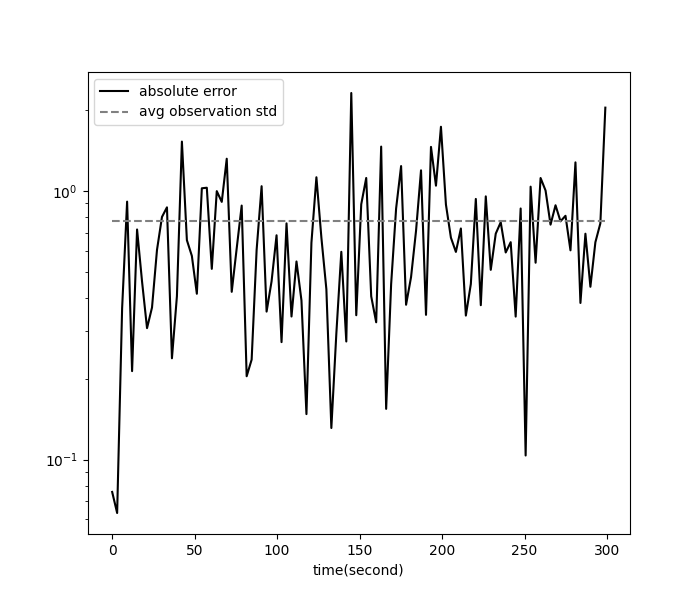 absolute error
avg observation std
10⁰
10⁻¹
0 50 100 150 200 250 300
time(second)